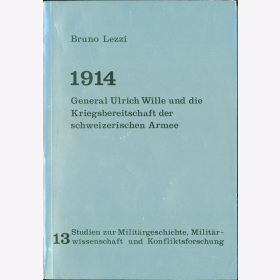 Bruno Lezzi
1914
General Ulrich Wille und die
Kriegsbereitschaft der
schweizerischen Armee
13 Studien zur Militärgeschichte, Militär-
wissenschaft und Konfliktsforschung